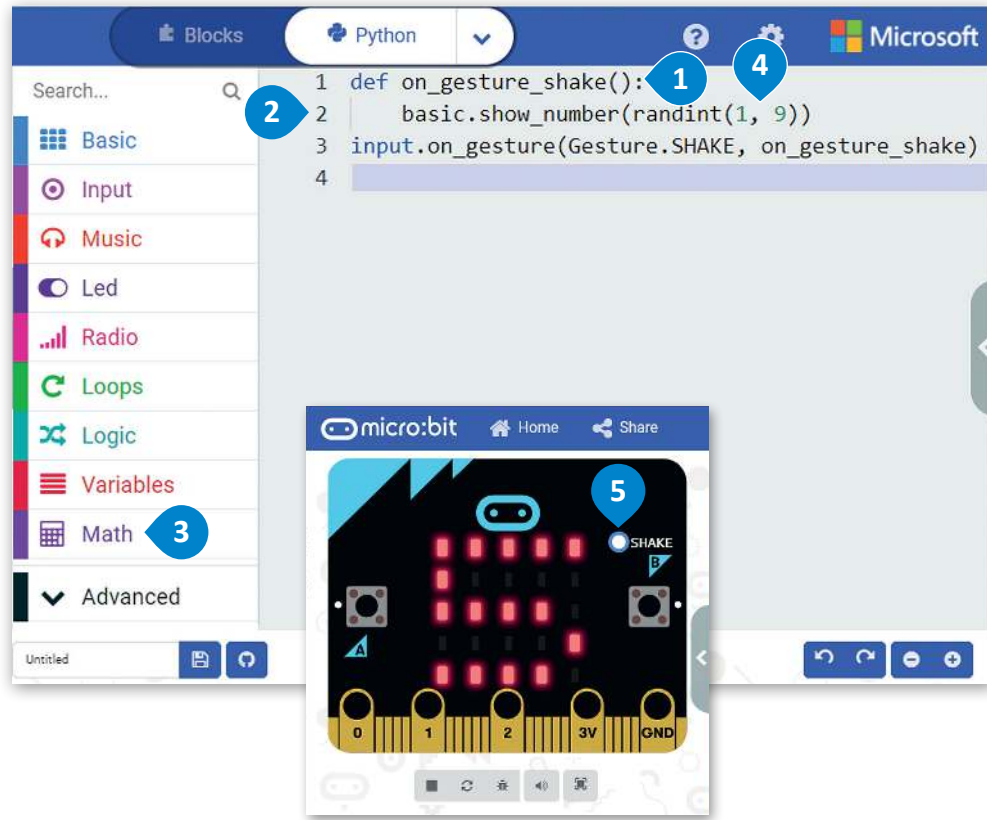 Blocks
Python
Microsoft
Search...
Basic
Input
Music
Led
Radio
Loops
Logic
Variables
Math
Advanced
Untitled
1 def on_gesture_shake():
2 basic.show_number(randint(1, 9))
3 input.on_gesture(Gesture.SHAKE, on_gesture_shake)
4
1
4
2
3
micro:bit
Home
Share
5
SHAKE
B
A
0 1 2 3V GND